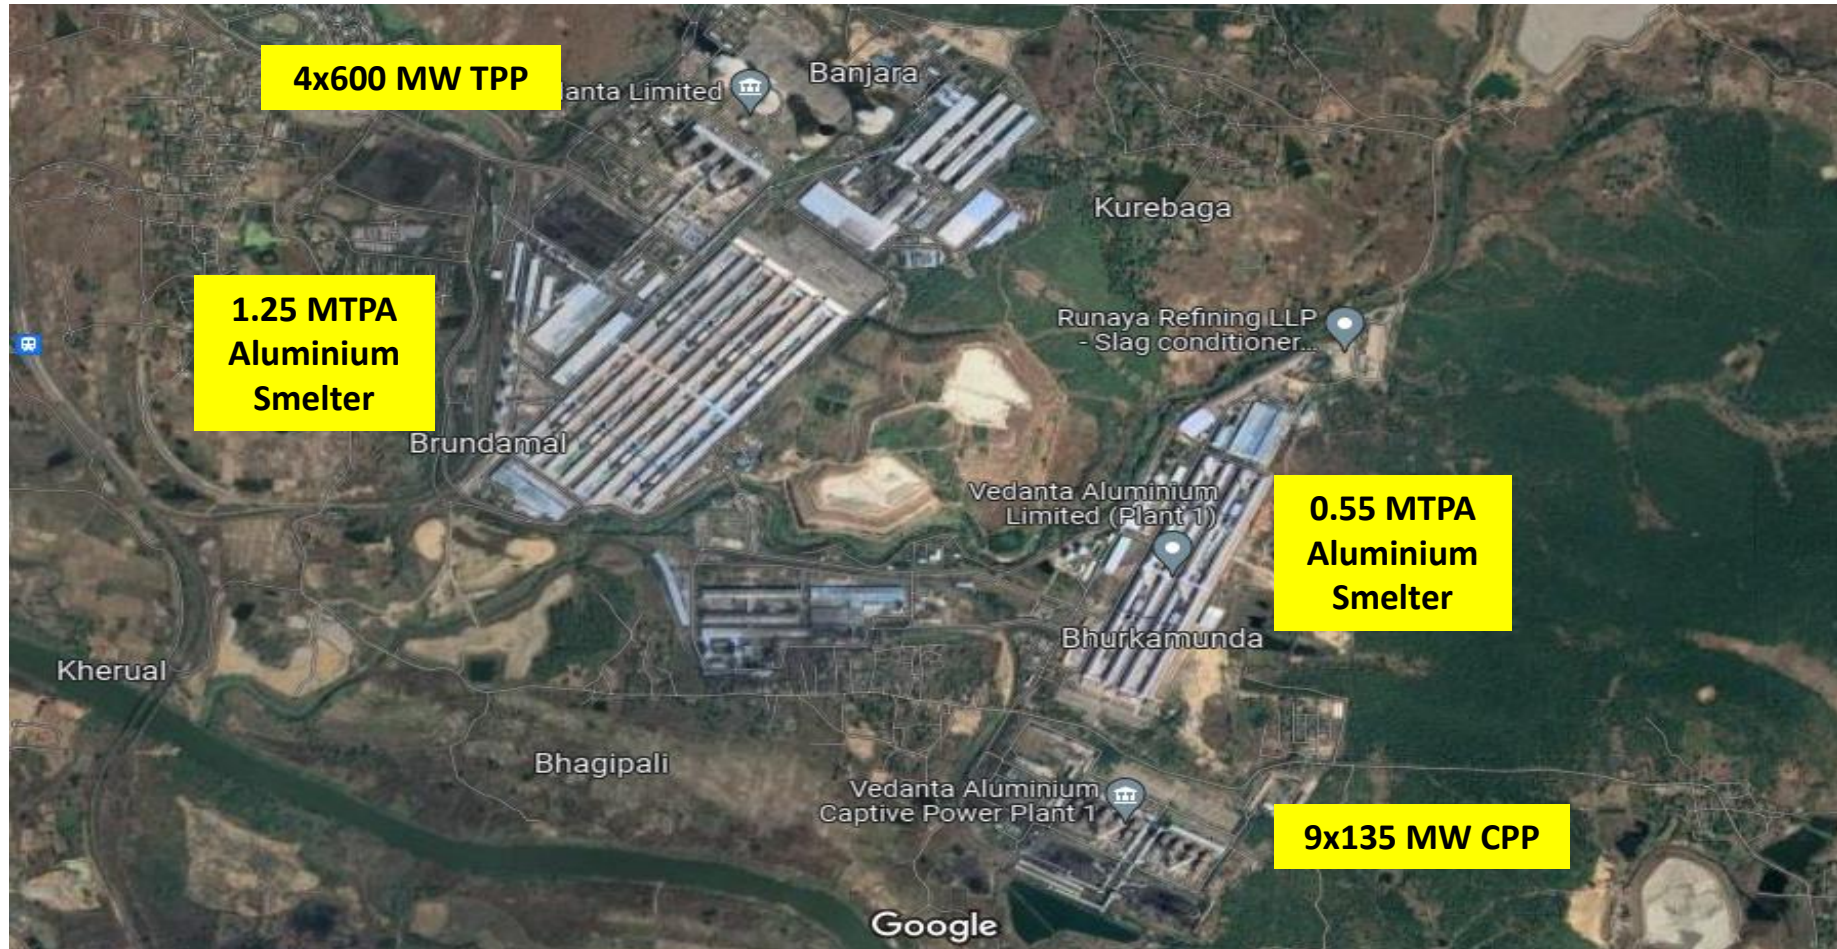 4x600 MW TPP
anta Limited
Banjara
Kurebaga
1.25 MTPA
Aluminium
Smelter
Runaya Refining LLP
- Slag conditioner...
Brundamal
Vedanta Aluminium
Limited (Plant 1)
0.55 MTPA
Aluminium
Smelter
Bhurkamunda
Kherual
Bhagipali
Vedanta Aluminium
Captive Power Plant 1
9x135 MW CPP
Google